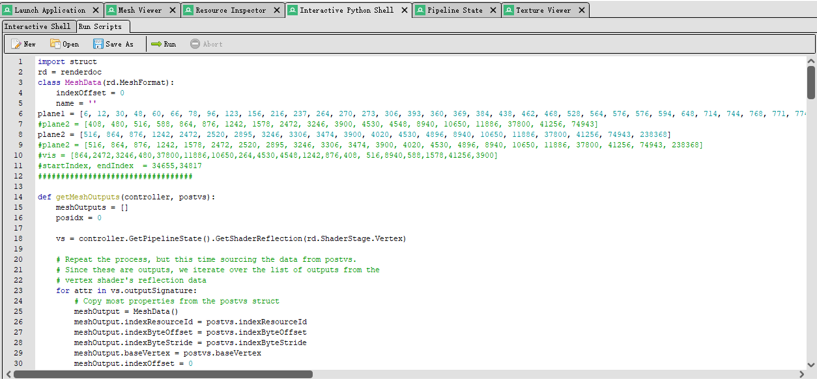 Launch Application Mesh Viewer Resource Inspector Interactive Python Shell Pipeline State Texture Viewer
Interactive Shell Run Scripts
New Open Save As Run Abort
1 import struct
2 rd = renderdoc
3 class MeshData(rd.MeshFormat):
4 indexOffset = 0
5 name = ''
6 plane1 = [6, 12, 30, 48, 60, 66, 78, 96, 123, 156, 216, 237, 264, 270, 273, 306, 393, 360, 369, 384, 438, 462, 468, 528, 564, 576, 576, 594, 648, 714, 744, 768, 771, 774
7 #plane2 = [408, 480, 516, 588, 864, 876, 1242, 1578, 2472, 3246, 3900, 4530, 4548, 8940, 10650, 11886, 37800, 41256, 74943]
8 plane2 = [516, 864, 876, 1242, 2472, 2520, 2895, 3246, 3306, 3474, 3900, 4020, 4530, 4896, 8940, 10650, 11886, 37800, 41256, 74943, 238368]
9 #plane2 = [516, 864, 876, 1242, 1578, 2472, 2520, 2895, 3246, 3306, 3474, 3900, 4020, 4530, 4896, 8940, 10650, 11886, 37800, 41256, 74943, 238368]
10 #vis = [864,2472,3246,480,37800,11886,10650,264,4530,4548,1242,876,408, 516,8940,588,1578,41256,3900]
11 #startIndex, endIndex = 34655,34817
12 ##################################
13
14 def getMeshOutputs(controller, postvs):
15 meshOutputs = []
16 posidx = 0
17
18 vs = controller.GetPipelineState().GetShaderReflection(rd.ShaderStage.Vertex)
19
20 # Repeat the process, but this time sourcing the data from postvs.
21 # Since these are outputs, we iterate over the list of outputs from the
22 # vertex shader's reflection data
23 for attr in vs.outputSignature:
24 # Copy most properties from the postvs struct
25 meshOutput = MeshData()
26 meshOutput.indexResourceId = postvs.indexResourceId
27 meshOutput.indexByteOffset = postvs.indexByteOffset
28 meshOutput.indexByteStride = postvs.indexByteStride
29 meshOutput.baseVertex = postvs.baseVertex
30 meshOutput.indexOffset = 0